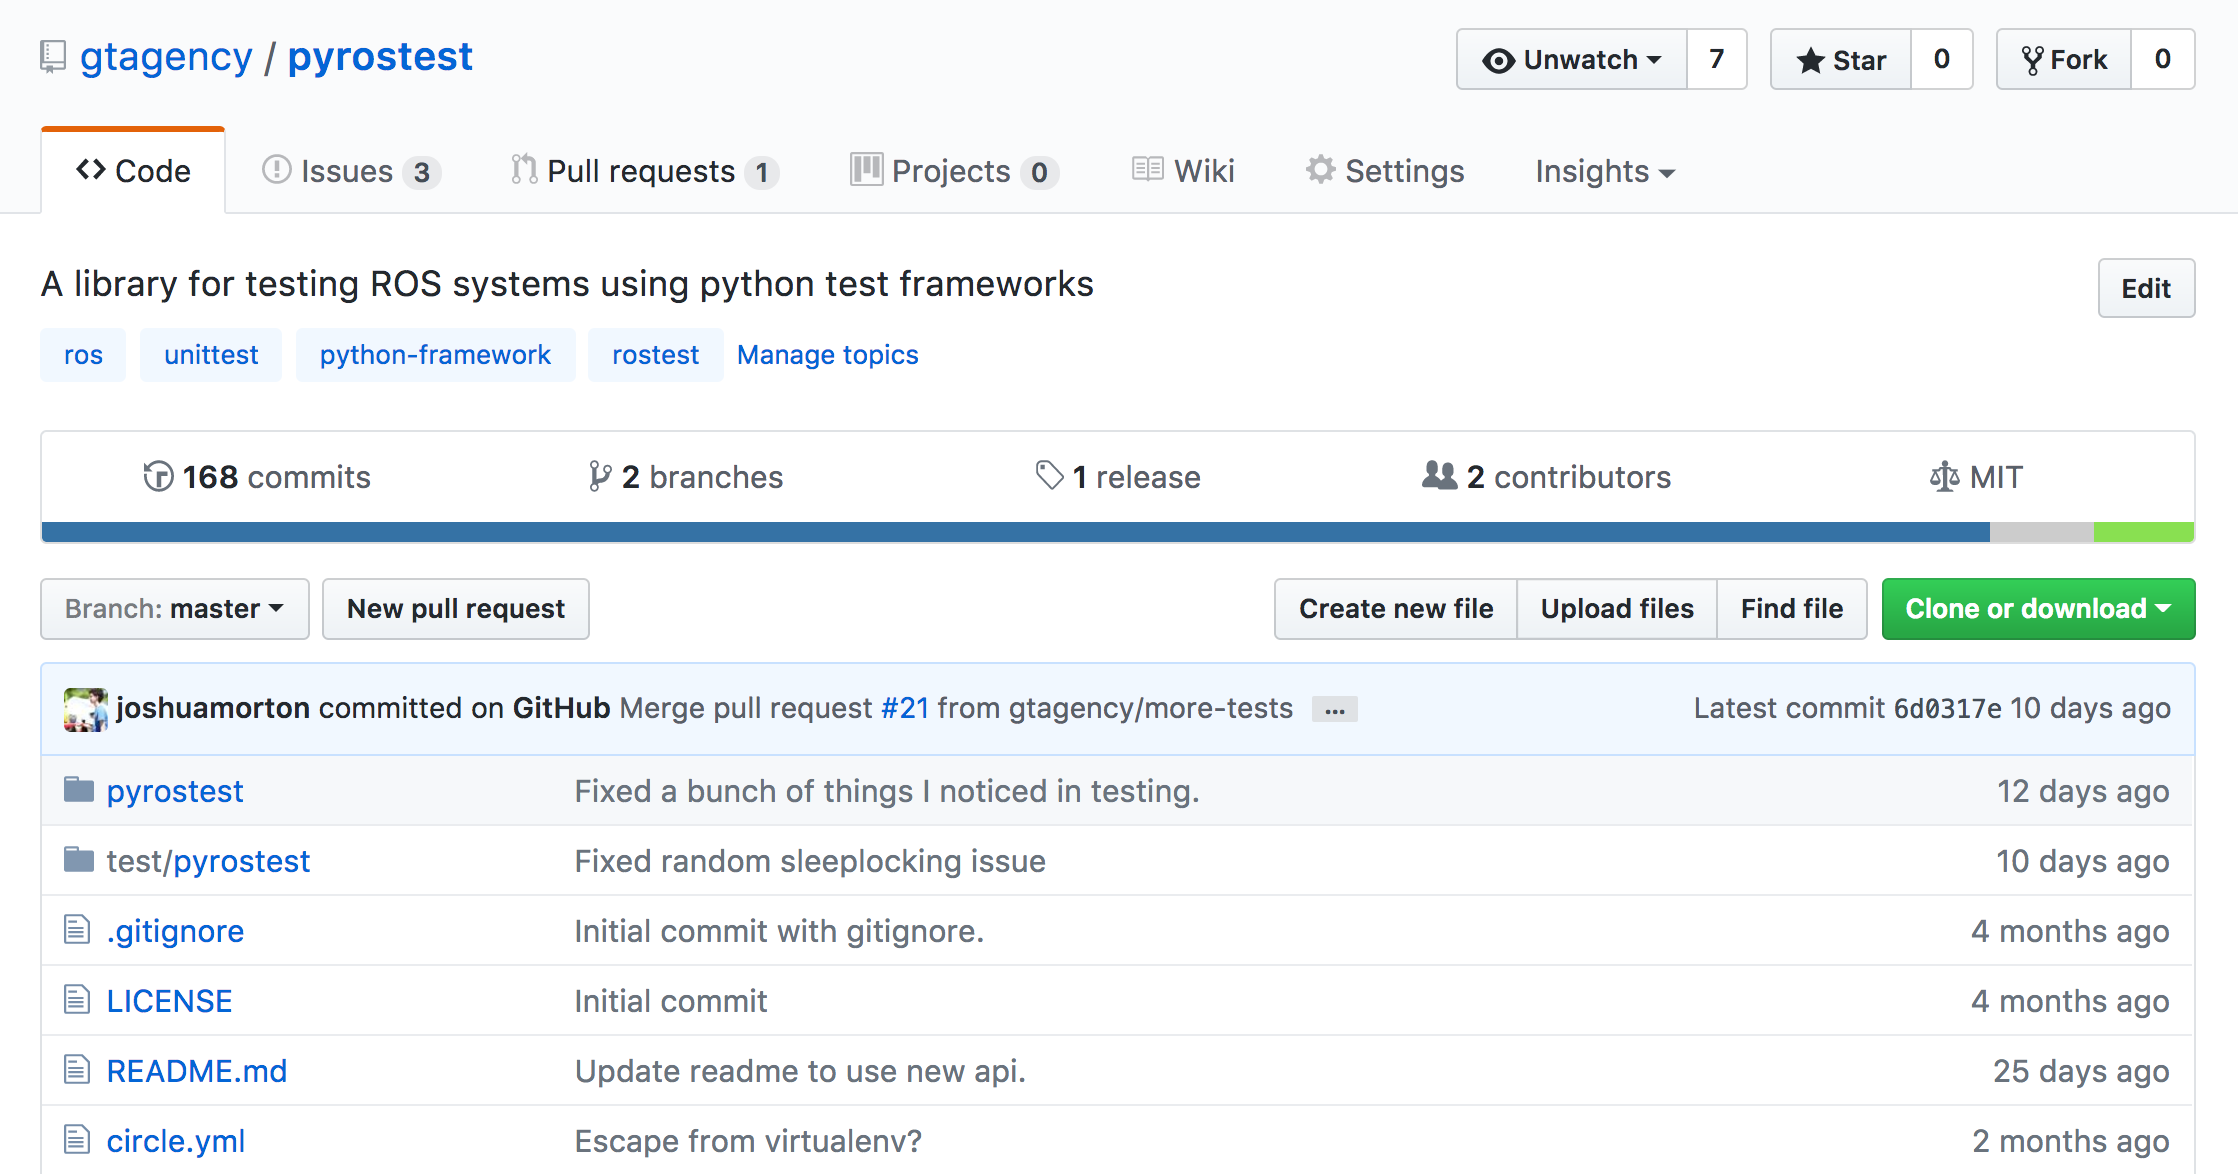 gtagency / pyrostest
Unwatch 7 Star 0 Fork 0
Code Issues 3 Pull requests 1 Projects 0 Wiki Settings Insights
A library for testing ROS systems using python test frameworks
Edit
ros unittest python-framework rostest Manage topics
168 commits 2 branches 1 release 2 contributors MIT
Branch: master New pull request Create new file Upload files Find file Clone or download
joshuamorton committed on GitHub Merge pull request #21 from gtagency/more-tests ... Latest commit 6d0317e 10 days ago
pyrostest Fixed a bunch of things I noticed in testing. 12 days ago
test/pyrostest Fixed random sleeplocking issue 10 days ago
.gitignore Initial commit with gitignore. 4 months ago
LICENSE Initial commit 4 months ago
README.md Update readme to use new api. 25 days ago
circle.yml Escape from virtualenv? 2 months ago